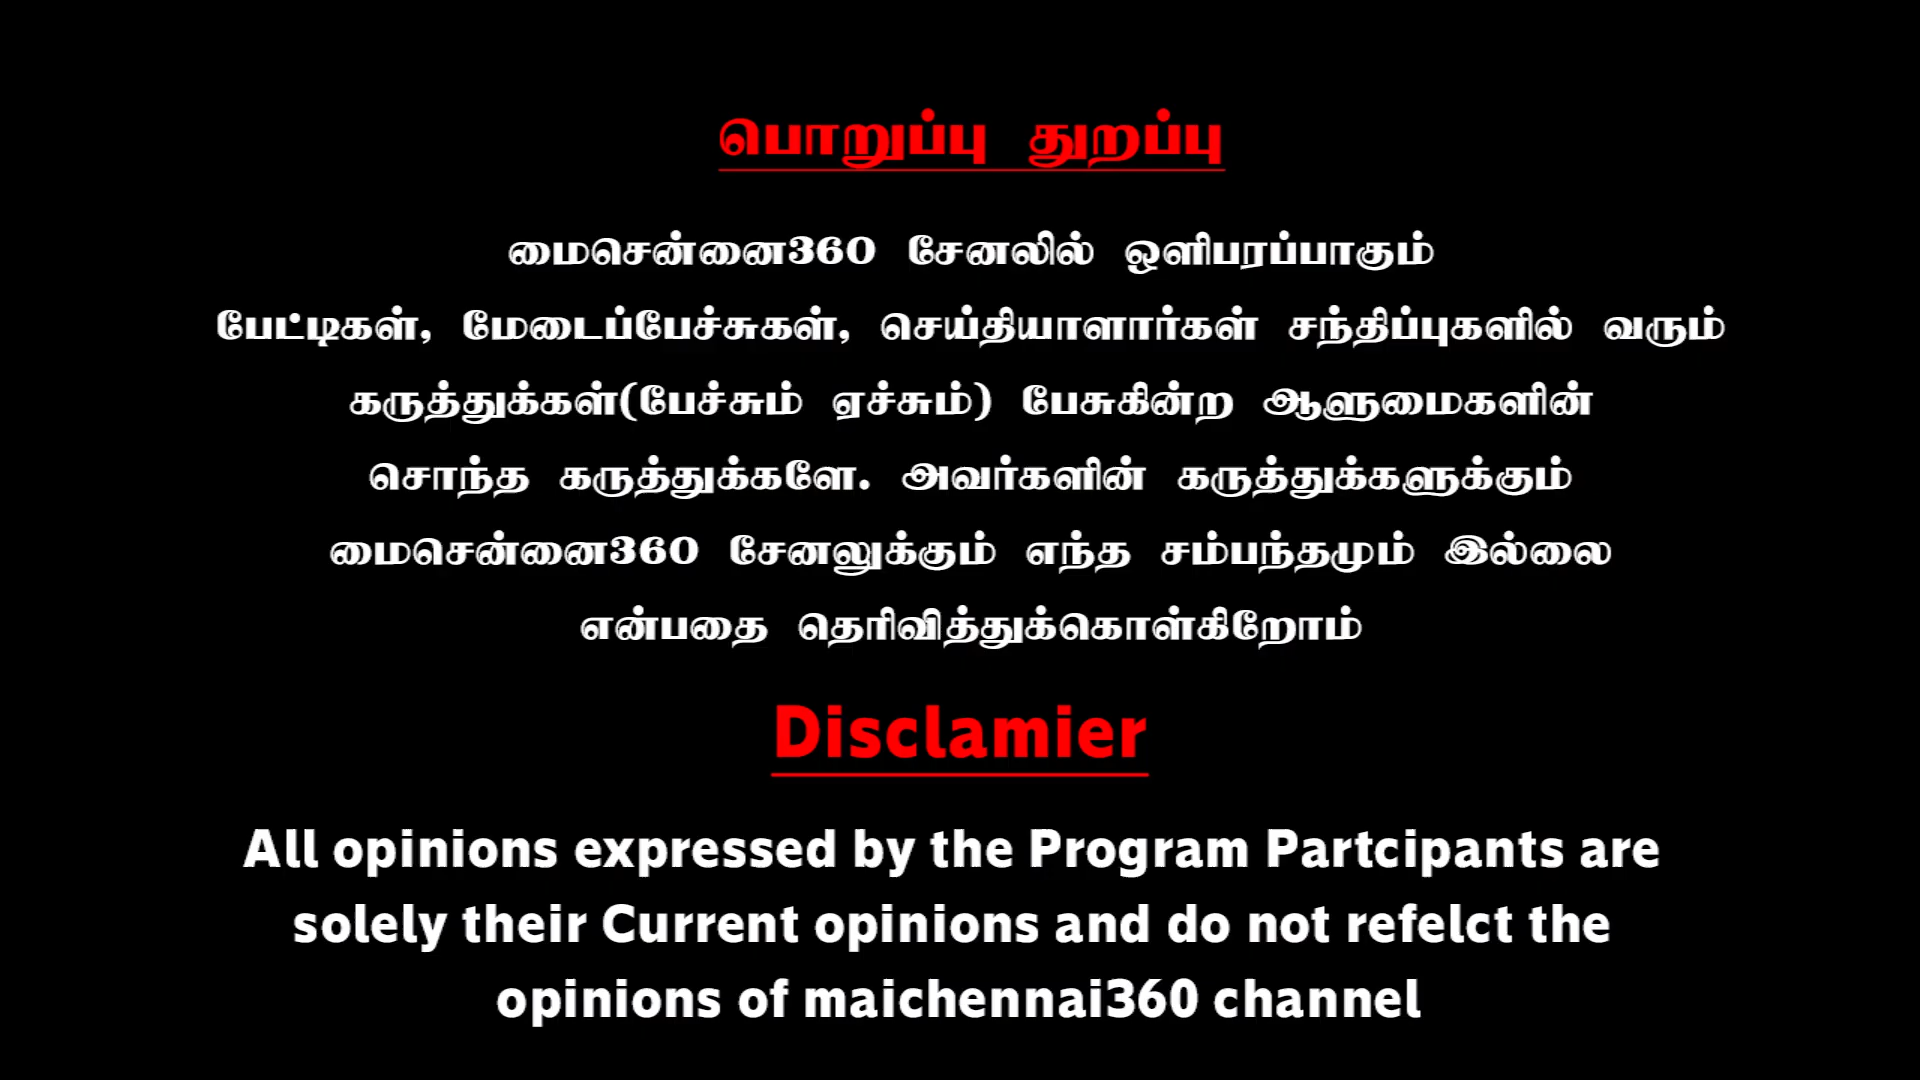 பொறுப்பு துறப்பு
மைசென்னை360 சேனலில் ஒளிபரப்பாகும்
பேட்டிகள், மேடைப்பேச்சுகள், செய்தியாளார்கள் சந்திப்புகளில் வரும்
கருத்துக்கள்(பேச்சும் ஏச்சும்) பேசுகின்ற ஆளுமைகளின்
சொந்த கருத்துக்களே. அவர்களின் கருத்துக்களுக்கும்
மைசென்னை360 சேனலுக்கும் எந்த சம்பந்தமும் இல்லை
என்பதை தெரிவித்துக்கொள்கிறோம்
Disclamier
All opinions expressed by the Program Partcipants are
solely their Current opinions and do not refelct the
opinions of maichennai360 channel